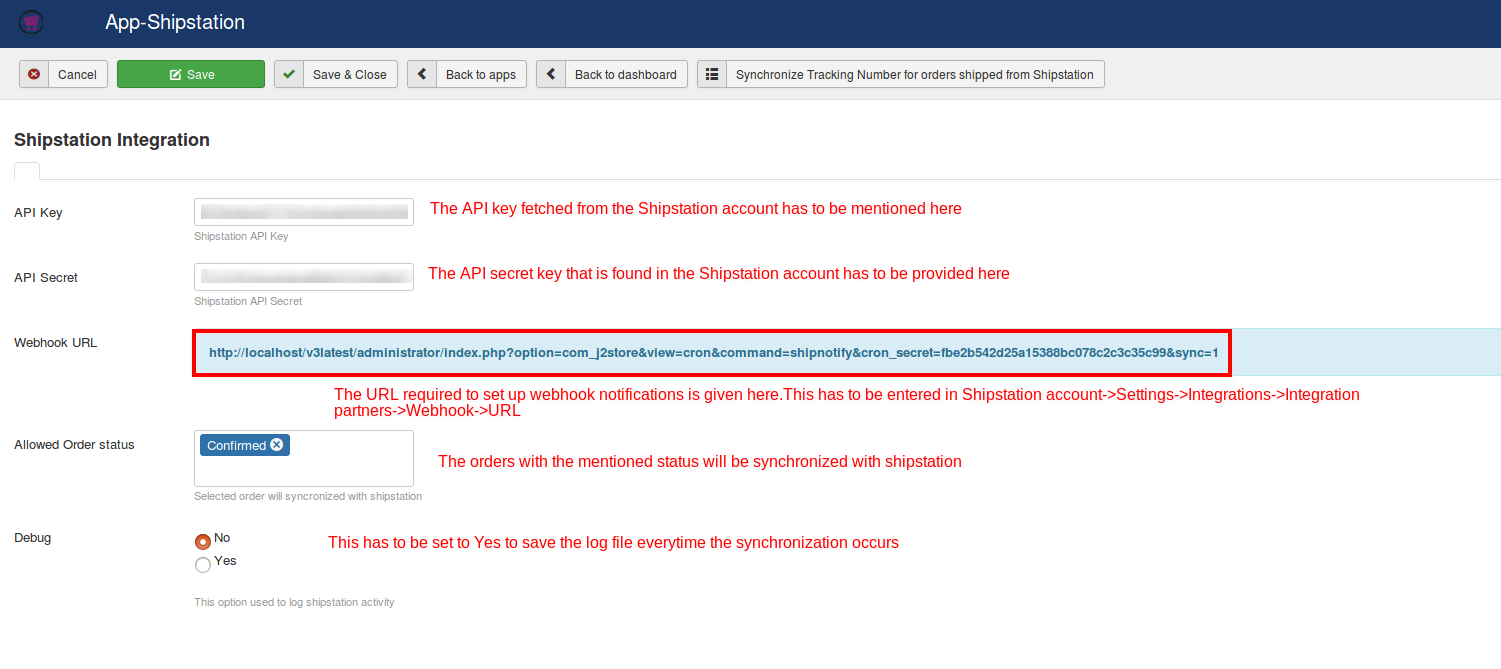 App-Shipstation
Cancel
Save
Save & Close
Back to apps
Back to dashboard
Synchronize Tracking Number for orders shipped from Shipstation
Shipstation Integration
API Key
The API key fetched from the Shipstation account has to be mentioned here
Shipstation API Key
API Secret
The API secret key that is found in the Shipstation account has to be provided here
Shipstation API Secret
Webhook URL
http://localhost/v3latest/administrator/index.php?option=com_j2store&view=cron&command=shipnotify&cron_secret=fbe2b542d25a15388bc078c2c3c35c99&sync=1
The URL required to set up webhook notifications is given here.This has to be entered in Shipstation account->Settings->Integrations->Integration
partners->Webhook->URL
Allowed Order status
Confirmed
The orders with the mentioned status will be synchronized with shipstation
Selected order will syncronized with shipstation
Debug
No
This has to be set to Yes to save the log file everytime the synchronization occurs
Yes
This option used to log shipstation activity